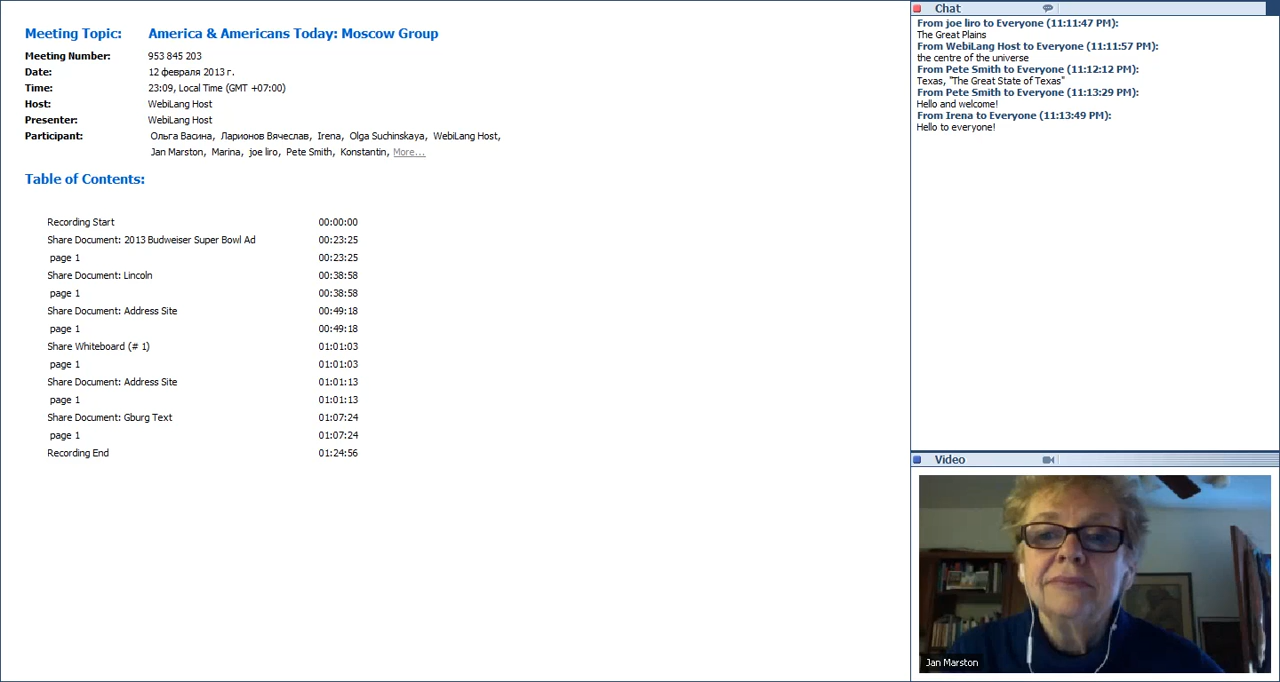 Meeting Topic: America & Americans Today: Moscow Group
Meeting Number: 953 845 203
Date: 12 февраля 2013 г.
Time: 23:09, Local Time (GMT +07:00)
Host: WebiLang Host
Presenter: WebiLang Host
Participant: Ольга Васина, Ларионов Вячеслав, Irena, Olga Suchinskaya, WebiLang Host,
Jan Marston, Marina, joe liro, Pete Smith, Konstantin, More...
Table of Contents:
Recording Start 00:00:00
Share Document: 2013 Budweiser Super Bowl Ad 00:23:25
page 1 00:23:25
Share Document: Lincoln 00:38:58
page 1 00:38:58
Share Document: Address Site 00:49:18
page 1 00:49:18
Share Whiteboard (# 1) 01:01:03
page 1 01:01:03
Share Document: Address Site 01:01:13
page 1 01:01:13
Share Document: Gburg Text 01:07:24
page 1 01:07:24
Recording End 01:24:56
Chat
From joe liro to Everyone (11:11:47 PM):
The Great Plains
From WebiLang Host to Everyone (11:11:57 PM):
the centre of the universe
From Pete Smith to Everyone (11:12:12 PM):
Texas, "The Great State of Texas"
From Pete Smith to Everyone (11:13:29 PM):
Hello and welcome!
From Irena to Everyone (11:13:49 PM):
Hello to everyone!
Video
Jan Marston